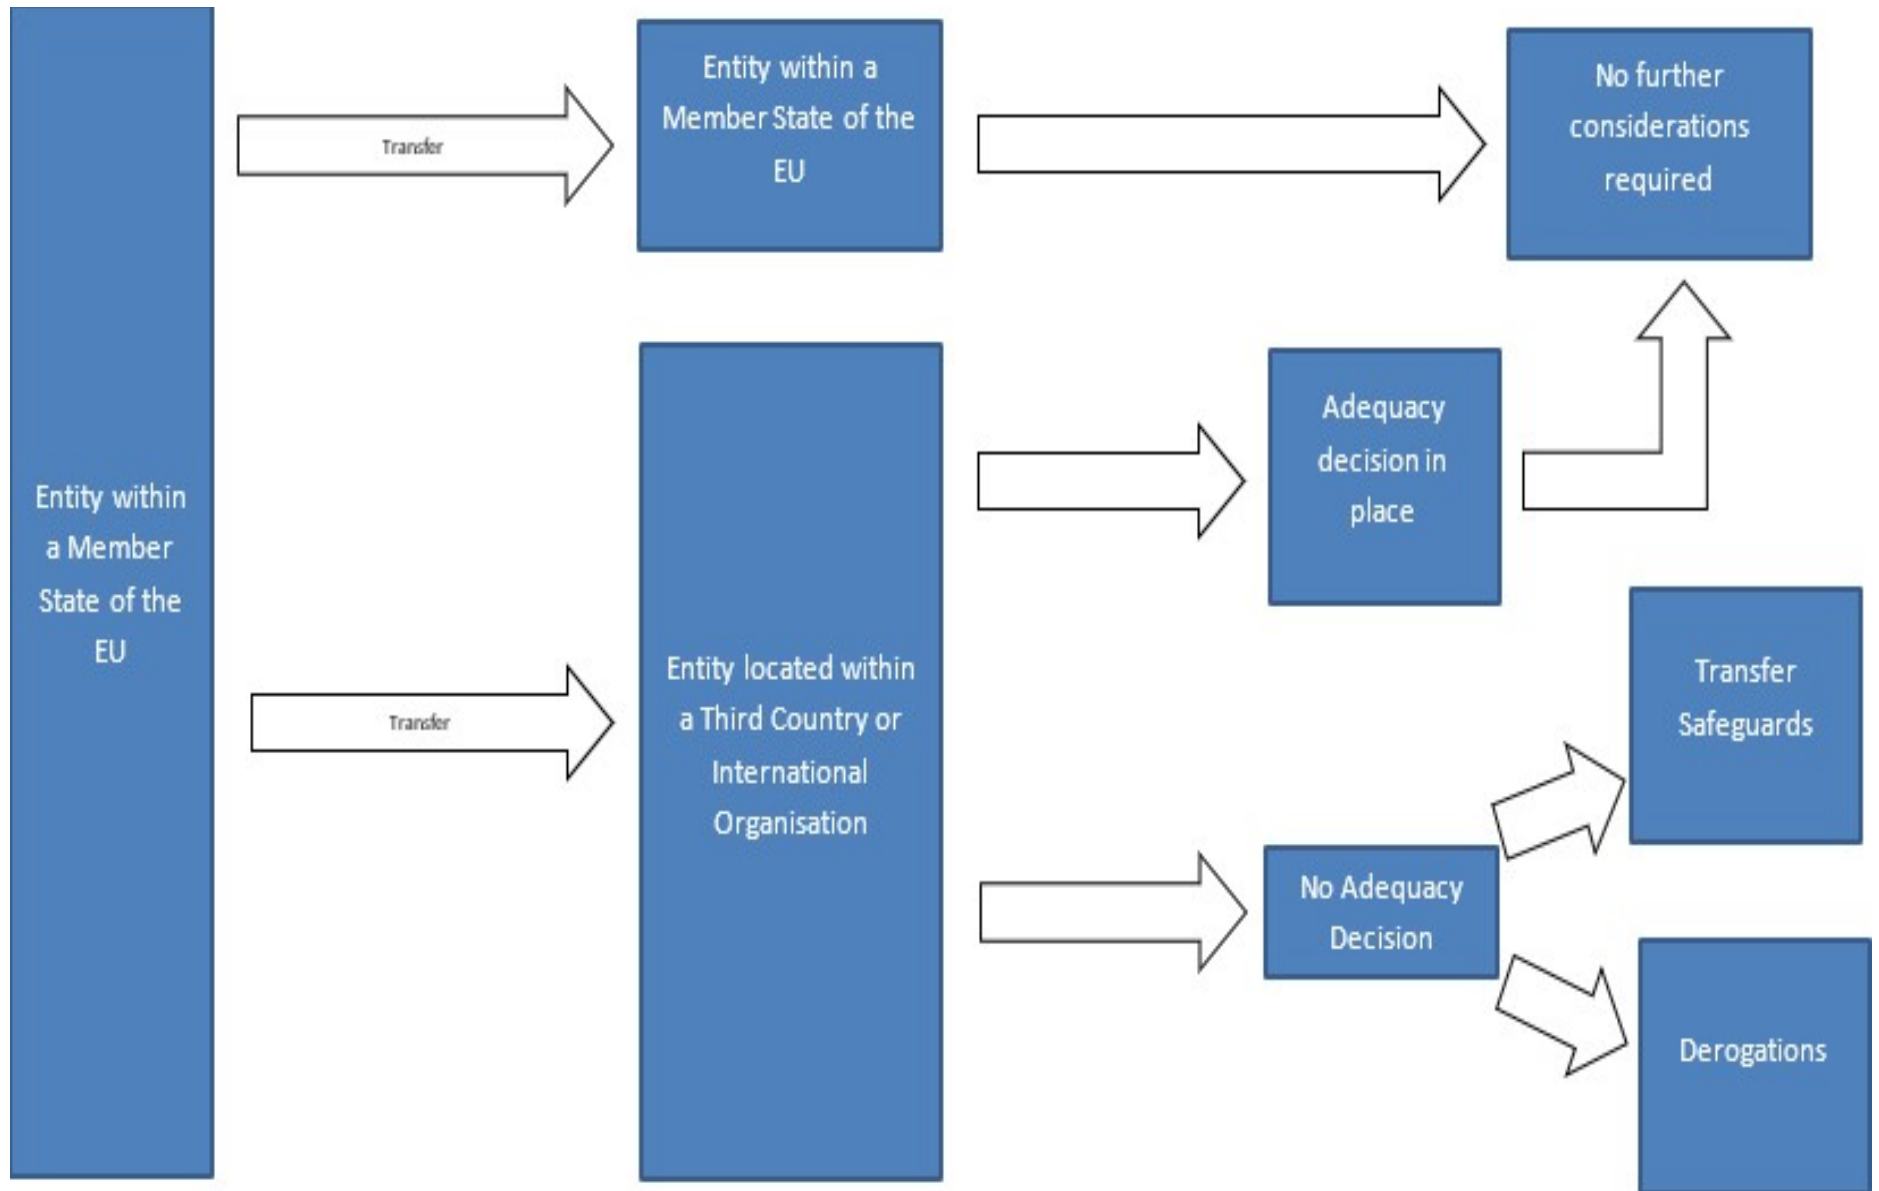 Entity within
a Member
State of the
EU
Transfer
Entity within a
Member State of the
EU
No further
considerations
required
Transfer
Entity located within
a Third Country or
International
Organisation
Adequacy
decision in
place
No Adequacy
Decision
Transfer
Safeguards
Derogations